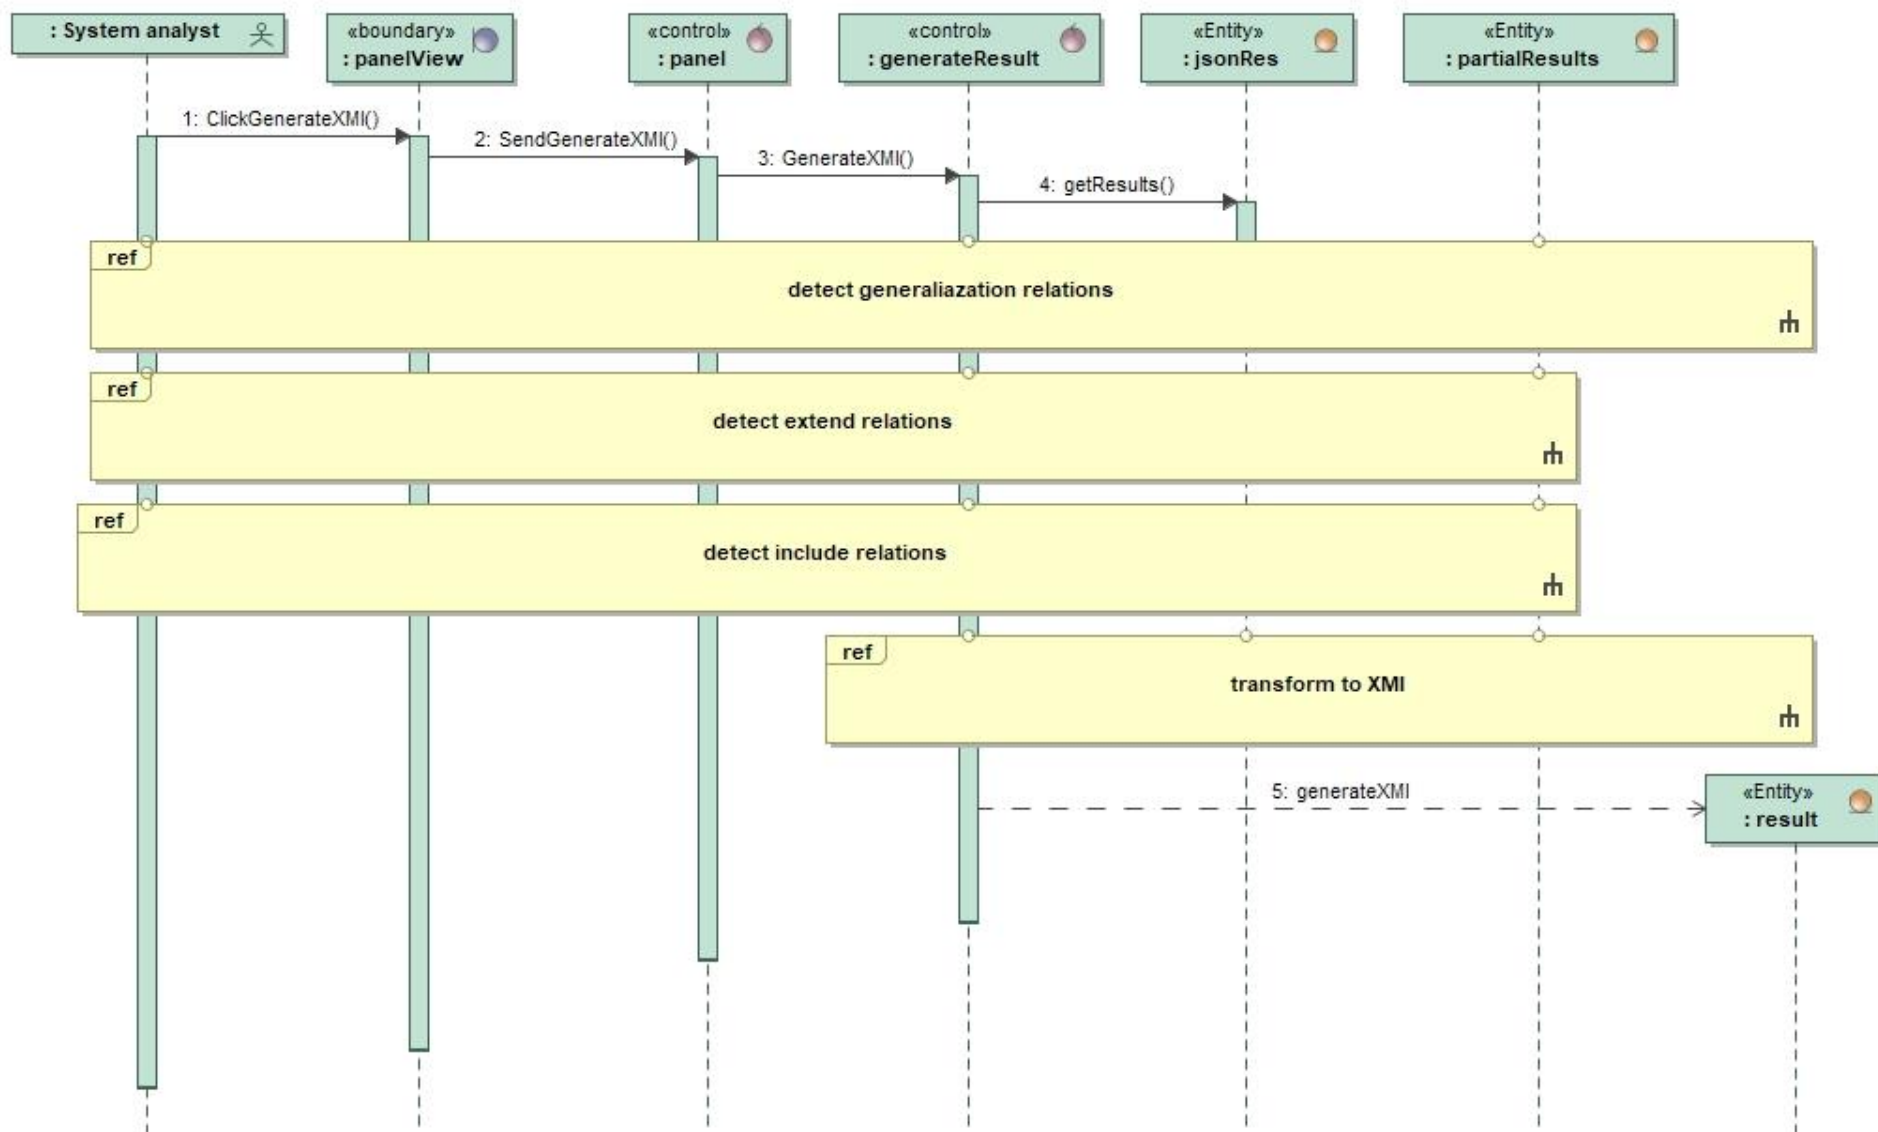 : System analyst
«boundary»
: panelView
«control»
: panel
«control»
: generateResult
«Entity»
: jsonRes
«Entity»
: partialResults
1: ClickGenerateXMI()
2: SendGenerateXMI()
3: GenerateXMI()
4: getResults()
ref
detect generaliazation relations
ref
detect extend relations
ref
detect include relations
ref
transform to XMI
5: generateXMI
«Entity»
: result